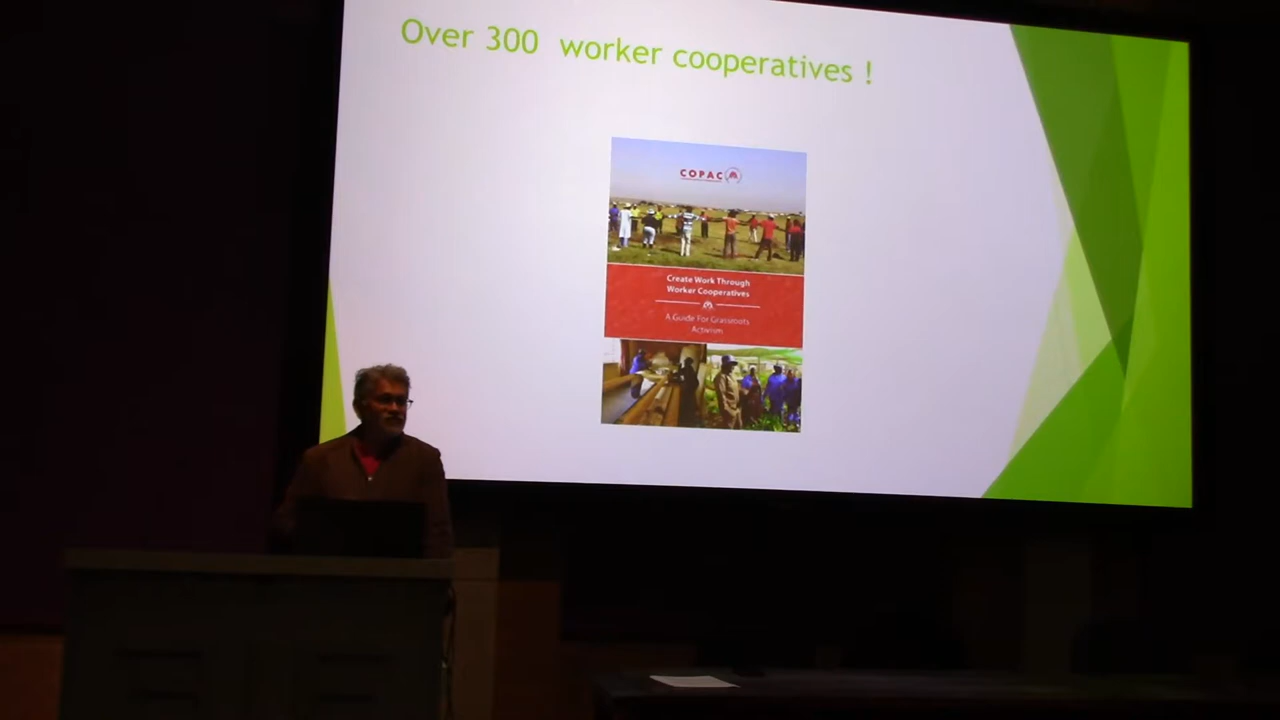 Over 300 worker cooperatives !
COPAC
Create Work Through
Worker Cooperatives
A Guide For Grassroots
Activism